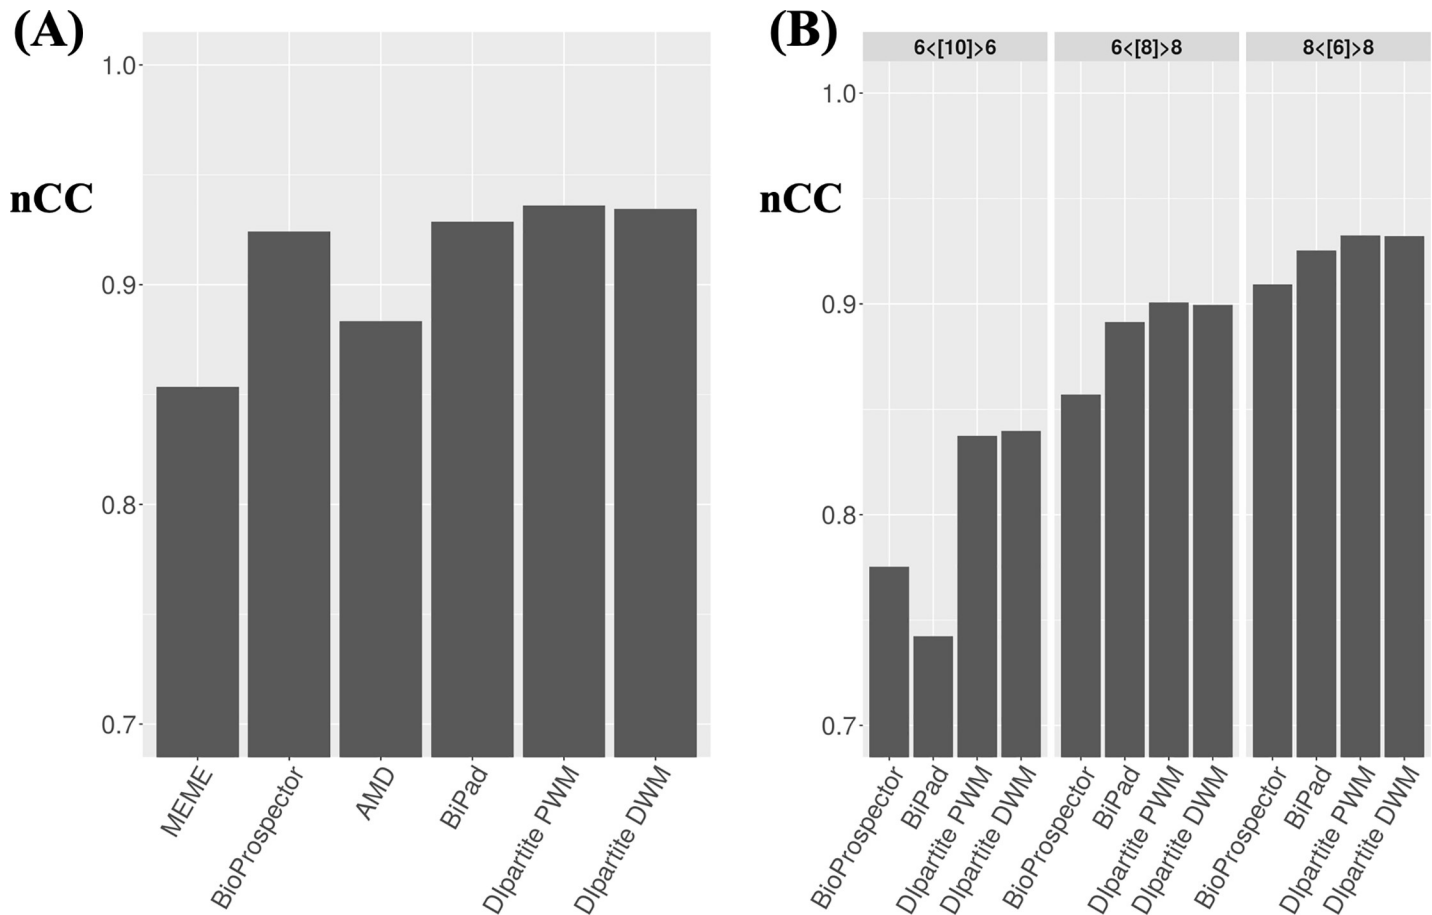 (A)
nCC
1.0
0.9
0.8
0.7
MEME
BioProspector
AMD
BiPad
DIpartite PWM
DIpartite DWM
(B)
nCC
6<[10]>6
6<[8]>8
8<[6]>8
1.0
0.9
0.8
0.7
BioProspector
BiPad
DIpartite PWM
DIpartite DWM
BioProspector
BiPad
DIpartite PWM
DIpartite DWM
BioProspector
BiPad
DIpartite PWM
DIpartite DWM